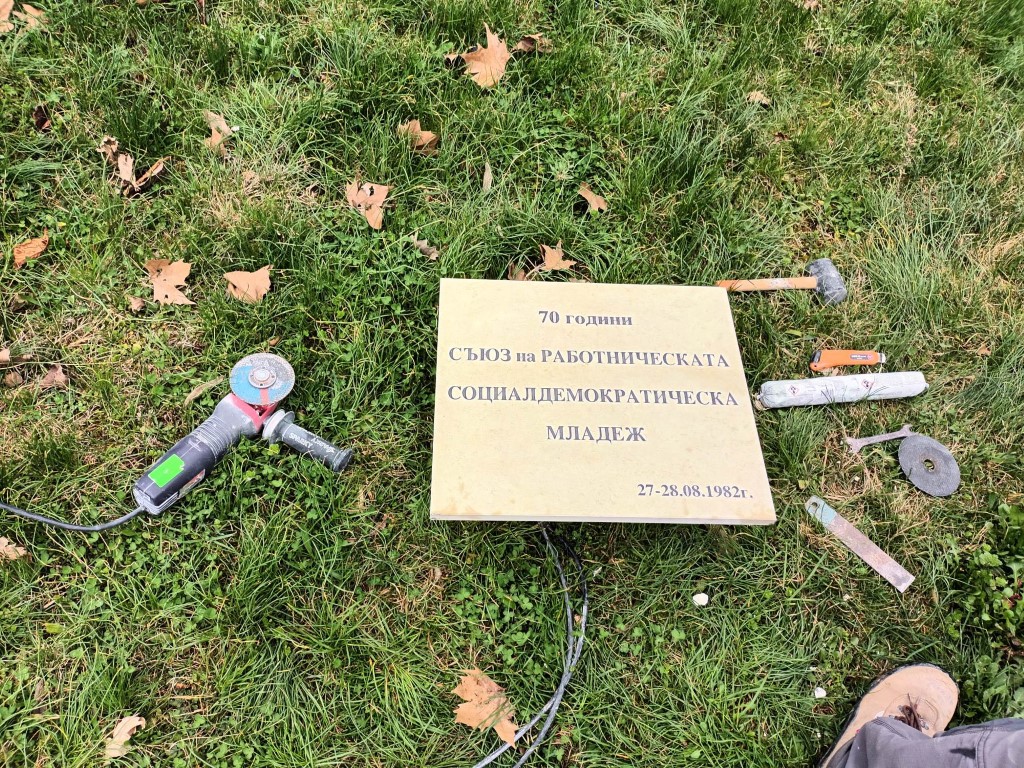 70 години
СЪЮЗ на РАБОТНИЧЕСКАТА
СОЦИАЛДЕМОКРАТИЧЕСКА
МЛАДЕЖ
27-28.08.1982г.